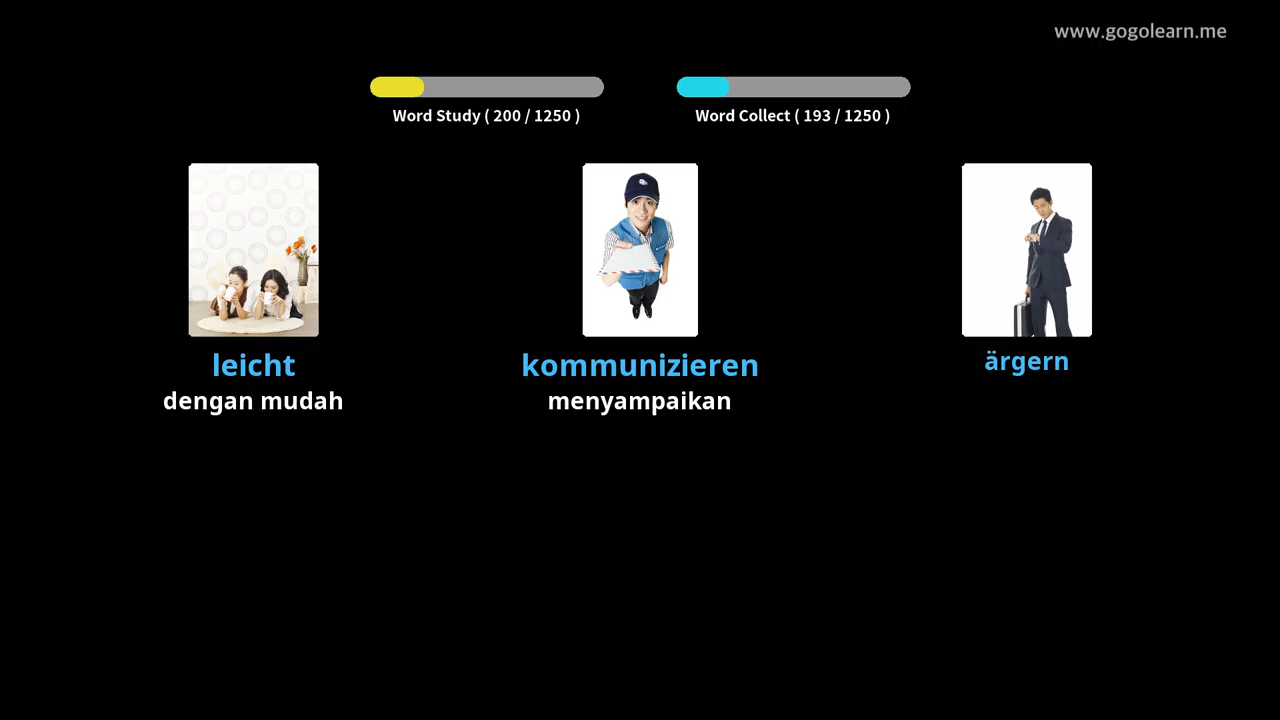 www.gogolearn.me
Word Study ( 200 / 1250 )
Word Collect ( 193 / 1250 )
leicht
dengan mudah
kommunizieren
menyampaikan
ärgern